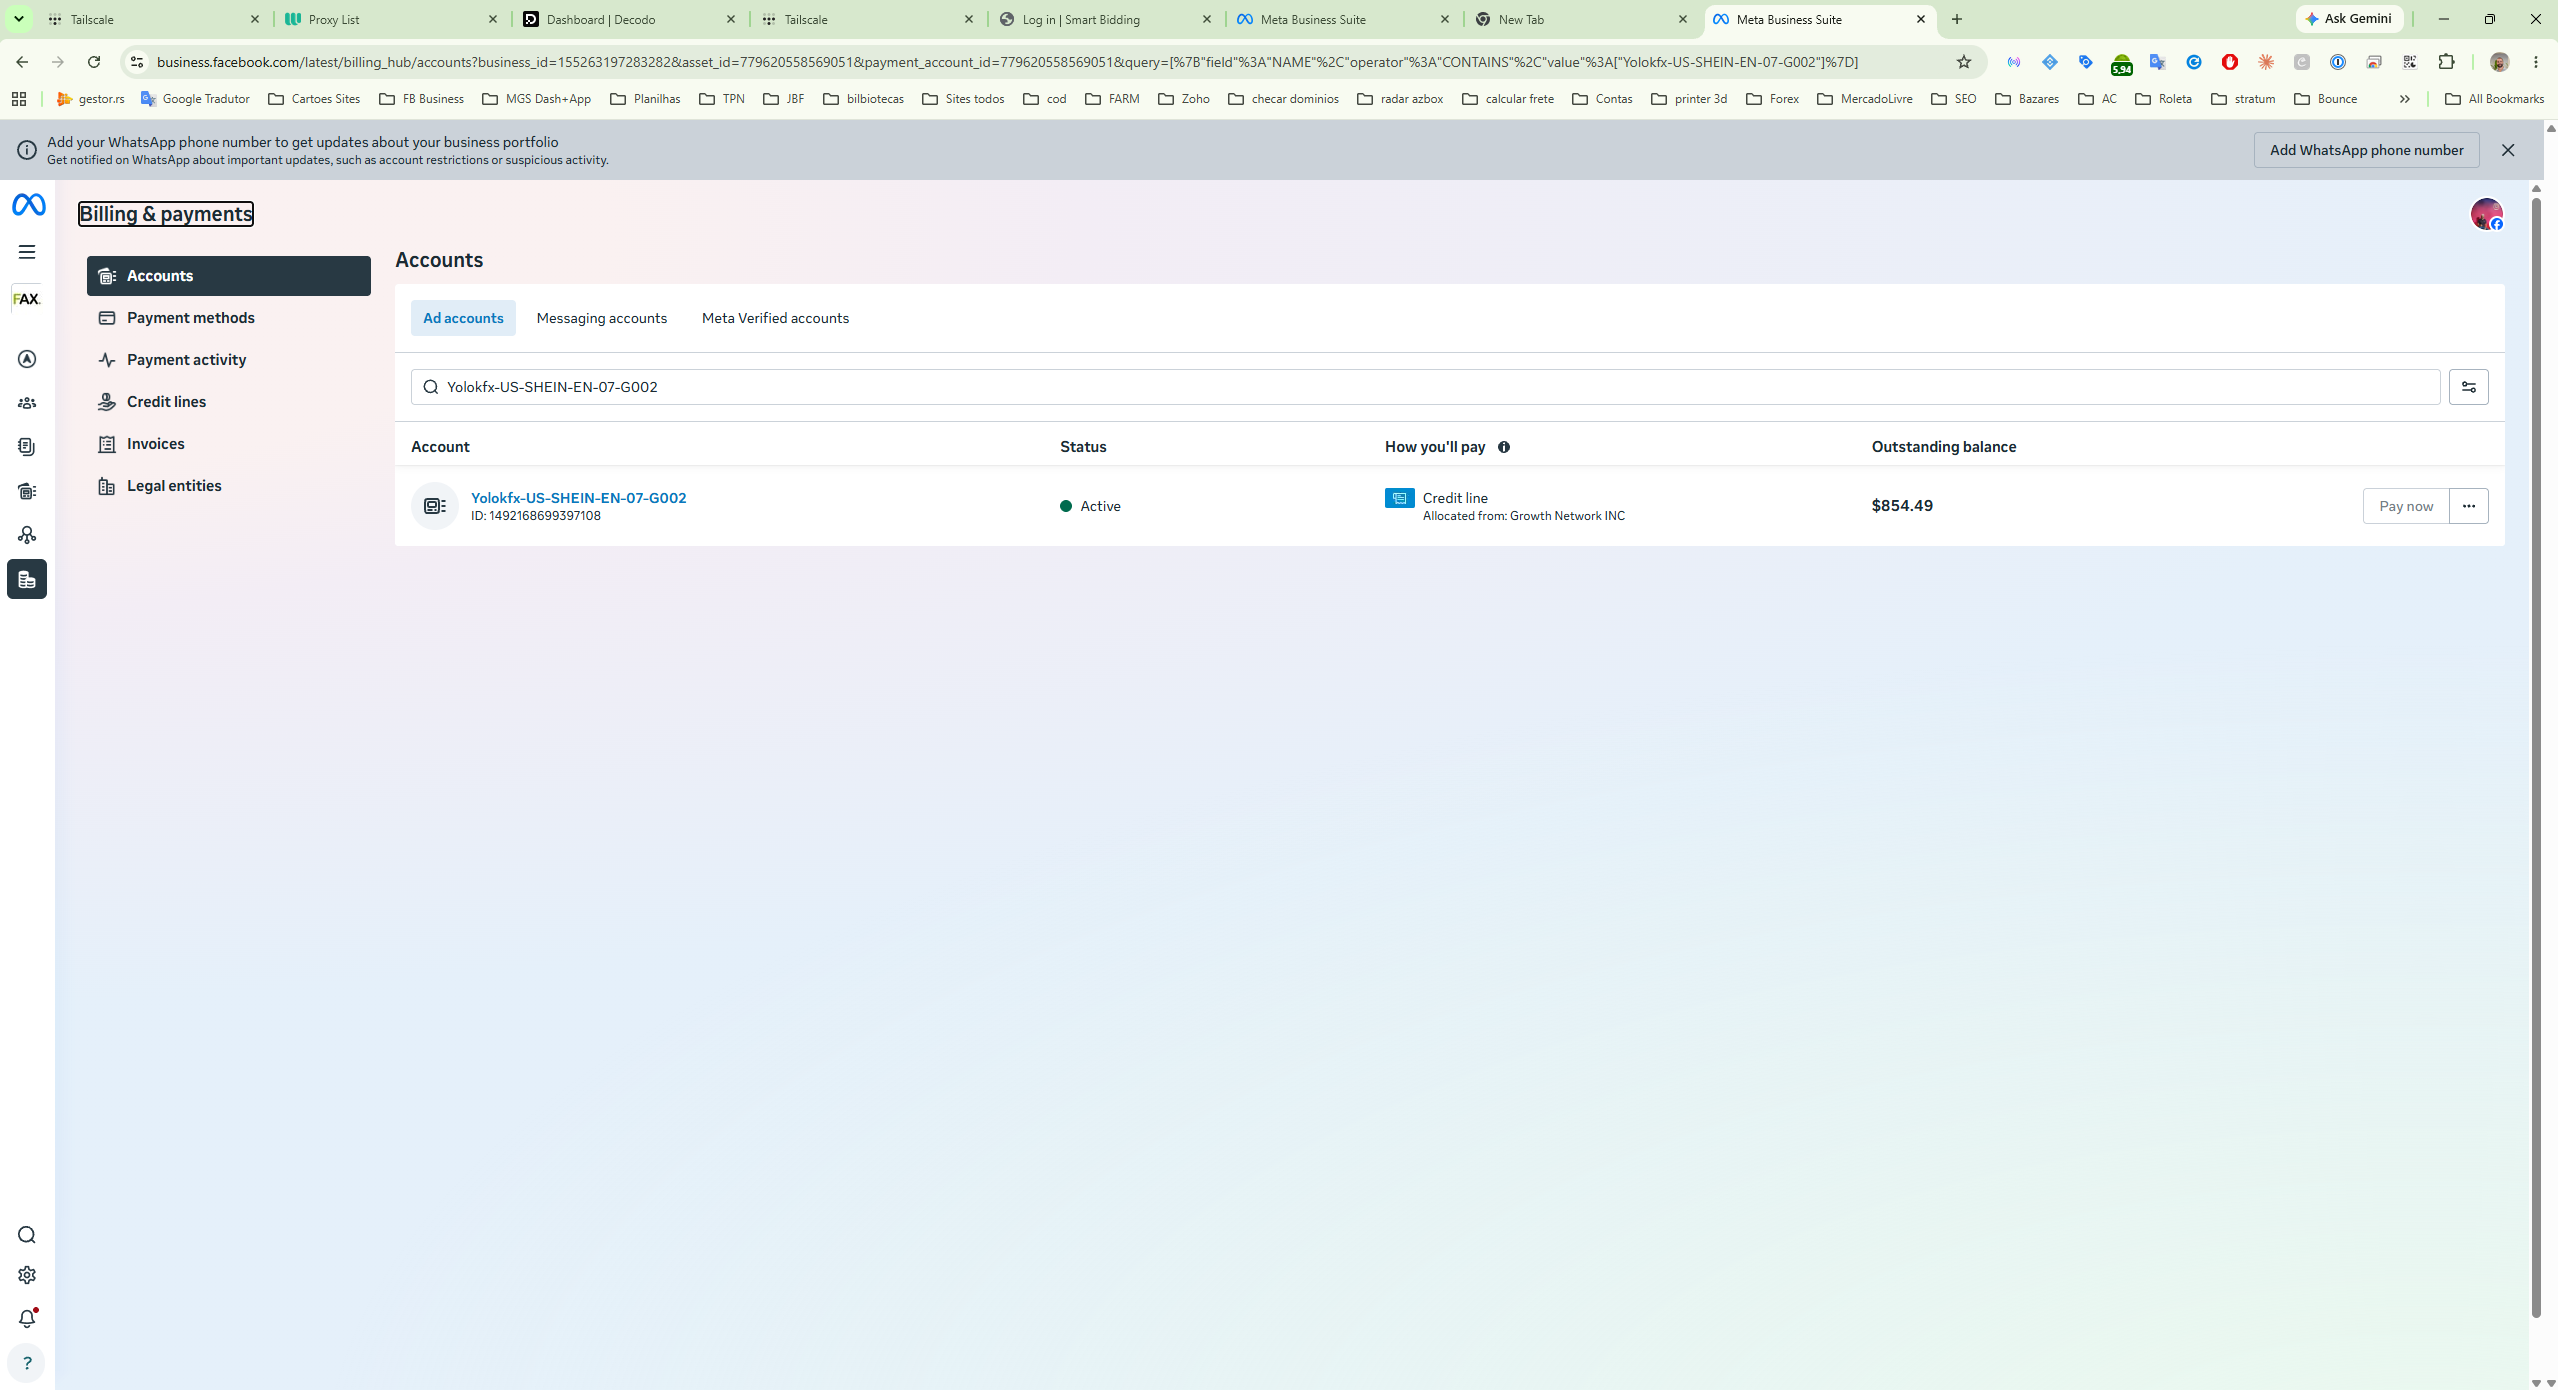 Tailscale
Proxy List
Dashboard | Decodo
Tailscale
Log in | Smart Bidding
Meta Business Suite
New Tab
Meta Business Suite
Ask Gemini
business.facebook.com/latest/billing_hub/accounts?business_id=155263197283282&asset_id=779620558569051&payment_account_id=779620558569051&query=[%7B"field"%3A"NAME"%2C"operator"%3A"CONTAINS"%2C"value"%3A["Yolokfx-US-SHEIN-EN-07-G002"]%7D]
5,94
gestor.rs
Google Tradutor
Cartoes Sites
FB Business
MGS Dash+App
Planilhas
TPN
JBF
bilbiotecas
Sites todos
cod
FARM
Zoho
checar dominios
radar azbox
calcular frete
Contas
printer 3d
Forex
MercadoLivre
SEO
Bazares
AC
Roleta
stratum
Bounce
All Bookmarks
Add your WhatsApp phone number to get updates about your business portfolio
Get notified on WhatsApp about important updates, such as account restrictions or suspicious activity.
Add WhatsApp phone number
Billing & payments
FAX.
Accounts
Payment methods
Payment activity
Credit lines
Invoices
Legal entities
Accounts
Ad accounts
Messaging accounts
Meta Verified accounts
Yolokfx-US-SHEIN-EN-07-G002
Account
Status
How you'll pay
Outstanding balance
Yolokfx-US-SHEIN-EN-07-G002
ID: 1492168699397108
Active
Credit line
Allocated from: Growth Network INC
$854.49
Pay now